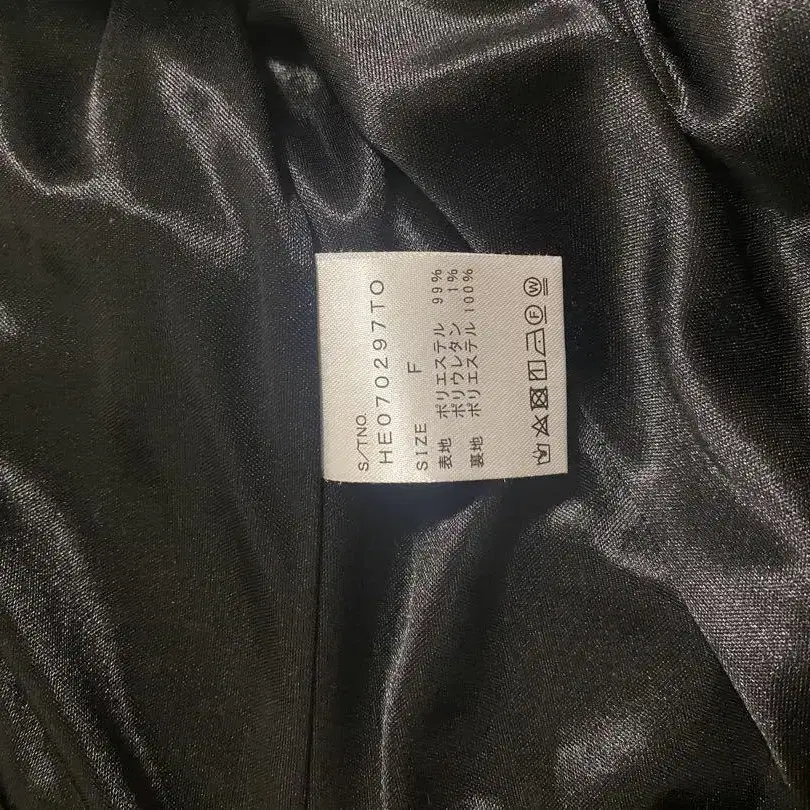 S/TNO.
HE070297TO
SIZE F
表地 ポリエステル 99%
ポリウレタン 1%
裏地 ポリエステル 100%
F W